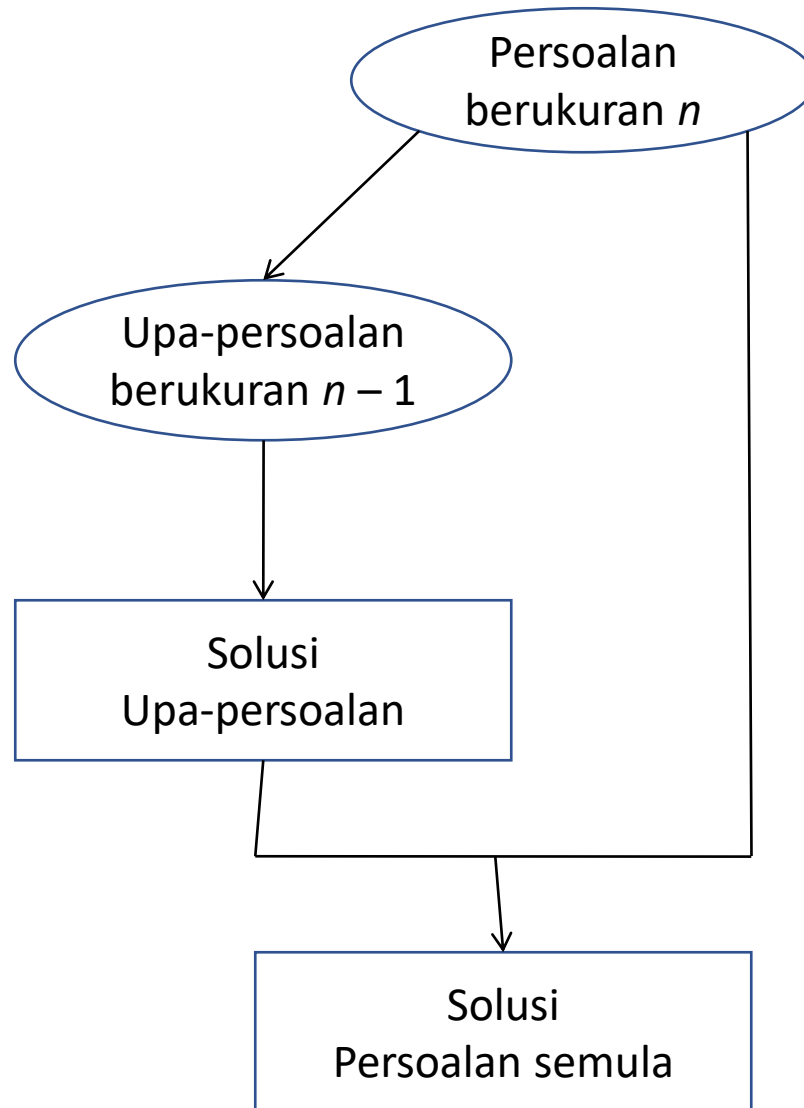 Persoalan
berukuran n
Upa-persoalan
berukuran n – 1
Solusi
Upa-persoalan
Solusi
Persoalan semula